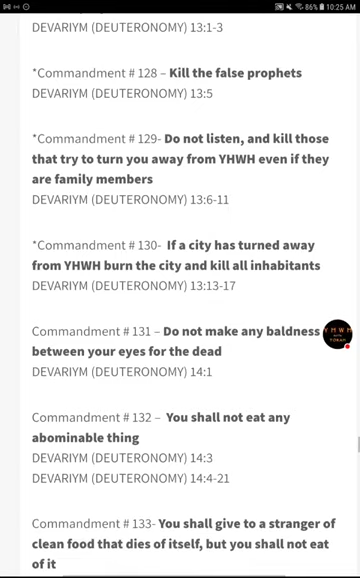 86% 10:25 AM
DEVARIYM (DEUTERONOMY) 13:1-3
*Commandment # 128 – Kill the false prophets
DEVARIYM (DEUTERONOMY) 13:5
*Commandment # 129- Do not listen, and kill those
that try to turn you away from YHWH even if they
are family members
DEVARIYM (DEUTERONOMY) 13:6-11
*Commandment # 130- If a city has turned away
from YHWH burn the city and kill all inhabitants
DEVARIYM (DEUTERONOMY) 13:13-17
Commandment # 131 – Do not make any baldness
between your eyes for the dead
DEVARIYM (DEUTERONOMY) 14:1
Commandment # 132 – You shall not eat any
abominable thing
DEVARIYM (DEUTERONOMY) 14:3
DEVARIYM (DEUTERONOMY) 14:4-21
Commandment # 133- You shall give to a stranger of
clean food that dies of itself, but you shall not eat
of it